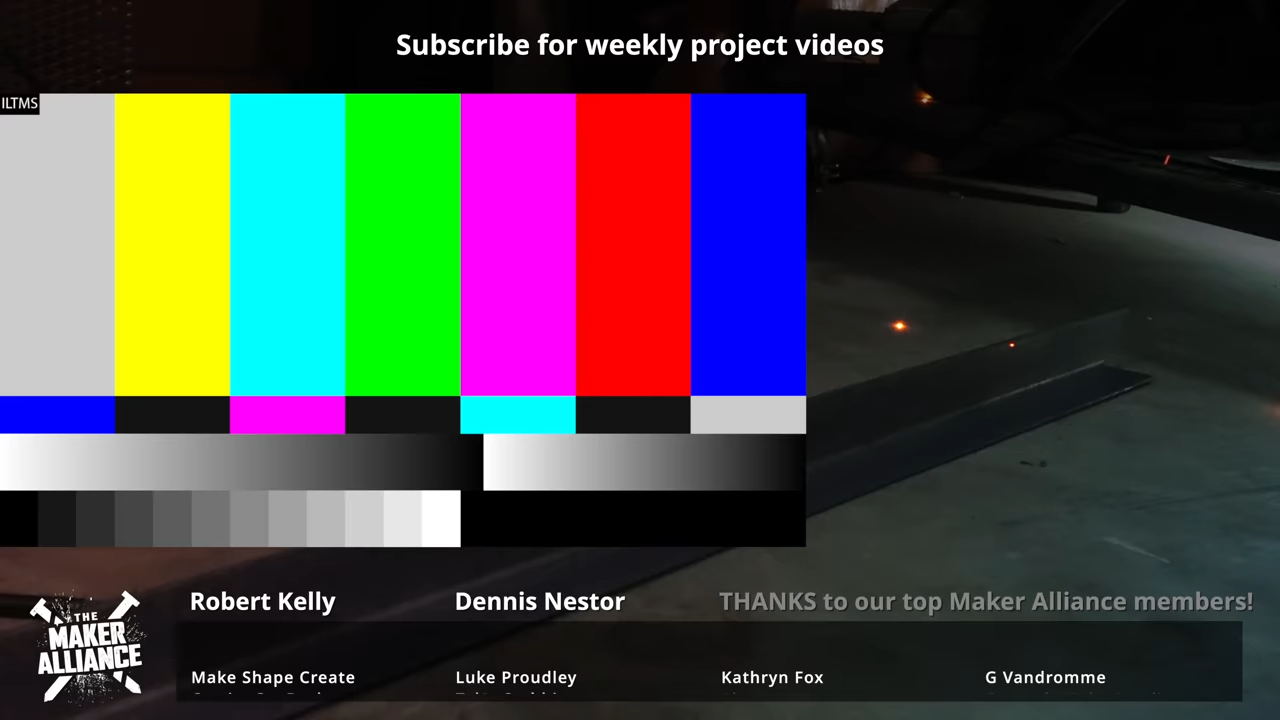 Subscribe for weekly project videos
ILTMS
Robert Kelly
Dennis Nestor
THANKS to our top Maker Alliance members!
THE
MAKER
ALLIANCE
Make Shape Create
Luke Proudley
Kathryn Fox
G Vandromme